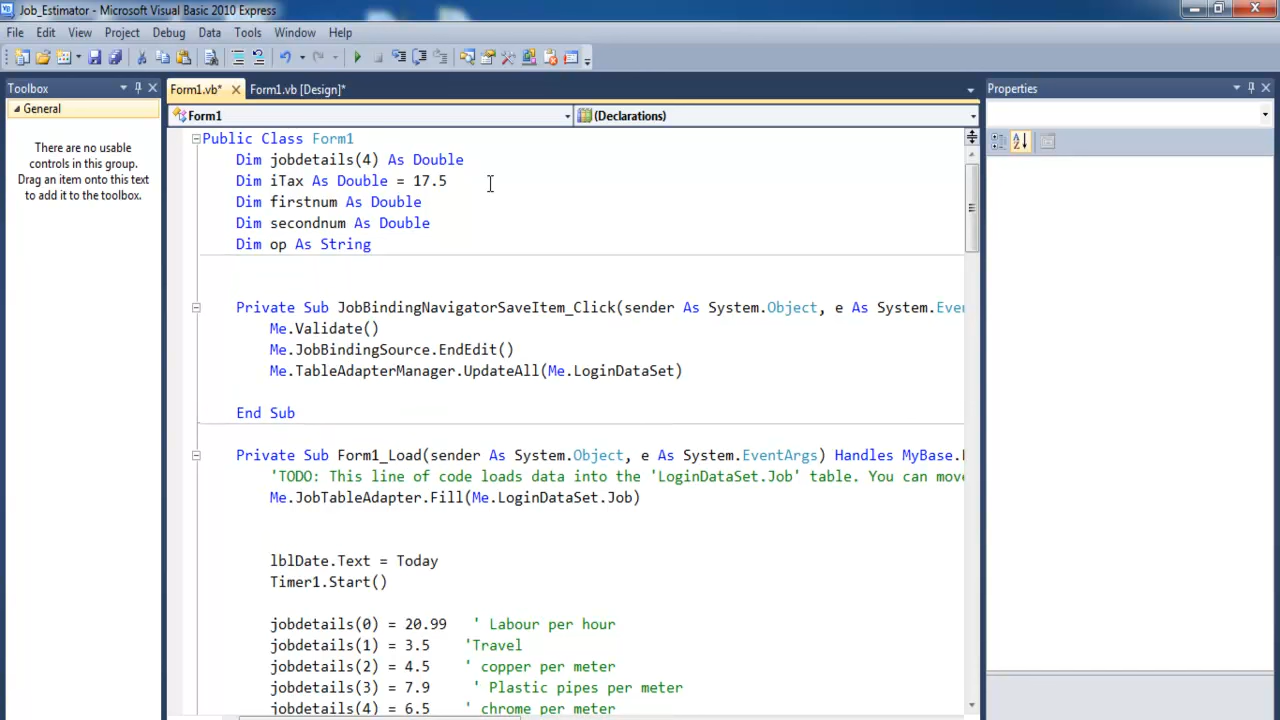 Job_Estimator - Microsoft Visual Basic 2010 Express
File Edit View Project Debug Data Tools Window Help
Toolbox
General
There are no usable
controls in this group.
Drag an item onto this text
to add it to the toolbox.
Form1.vb* Form1.vb [Design]*
Form1 (Declarations)
Public Class Form1
Dim jobdetails(4) As Double
Dim iTax As Double = 17.5
Dim firstnum As Double
Dim secondnum As Double
Dim op As String
Private Sub JobBindingNavigatorSaveItem_Click(sender As System.Object, e As System.Even
Me.Validate()
Me.JobBindingSource.EndEdit()
Me.TableAdapterManager.UpdateAll(Me.LoginDataSet)
End Sub
Private Sub Form1_Load(sender As System.Object, e As System.EventArgs) Handles MyBase.
'TODO: This line of code loads data into the 'LoginDataSet.Job' table. You can move
Me.JobTableAdapter.Fill(Me.LoginDataSet.Job)
lblDate.Text = Today
Timer1.Start()
jobdetails(0) = 20.99 ' Labour per hour
jobdetails(1) = 3.5 'Travel
jobdetails(2) = 4.5 ' copper per meter
jobdetails(3) = 7.9 ' Plastic pipes per meter
jobdetails(4) = 6.5 ' chrome per meter
Properties